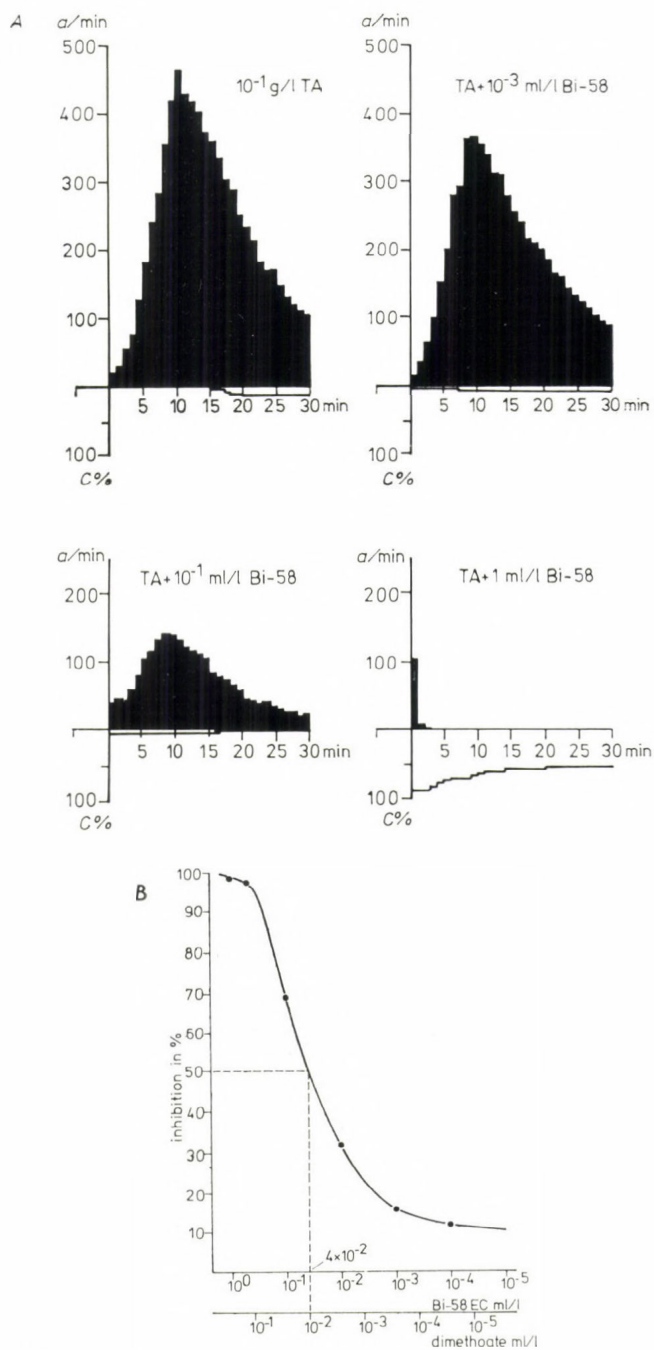 A
a/min
500
400
300
200
100
10⁻¹ g/l TA
5 10 15 20 25 30 min
100
C%
a/min
500
400
300
200
100
TA+10⁻³ ml/l Bi-58
5 10 15 20 25 30 min
100
C%
a/min
200
100
TA+10⁻¹ ml/l Bi-58
5 10 15 20 25 30 min
100
C%
a/min
200
100
TA+1 ml/l Bi-58
5 10 15 20 25 30 min
100
C%
B
100
90
80
70
60
50
40
30
20
10
inhibition in %
4×10⁻²
10⁰ 10⁻¹ 10⁻² 10⁻³ 10⁻⁴ 10⁻⁵
Bi-58 EC ml/l
10⁻¹ 10⁻² 10⁻³ 10⁻⁴ 10⁻⁵
dimethoate ml/l